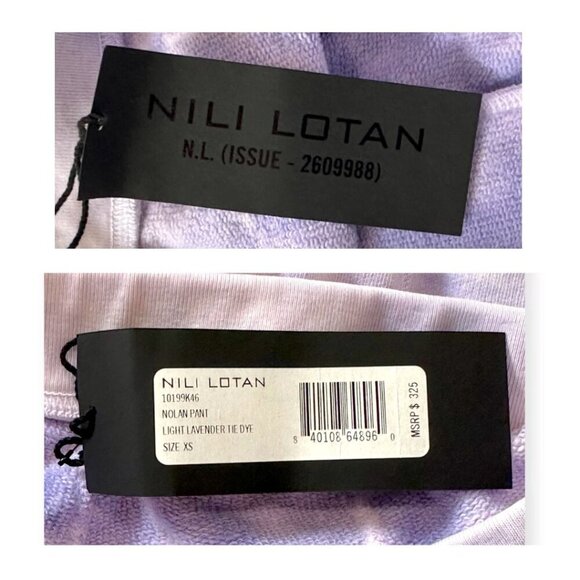 NILI LOTAN
N.L. (ISSUE - 2609988)
NILI LOTAN
10199K46
NOLAN PANT
LIGHT LAVENDER TIE DYE
SIZE XS
8 40108 64896 0
MSRP $ 325